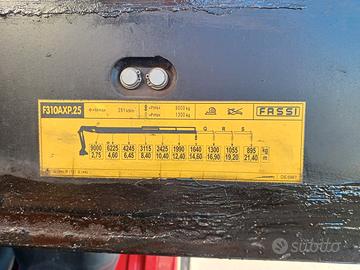 F310AXP.25
FASSI
Q R S
9000 6225 4245 3115 2425 1990 1640 1300 1055 895 kg
2,75 4,60 6,45 8,40 10,40 12,40 14,60 16,90 19,20 21,40 m
subito